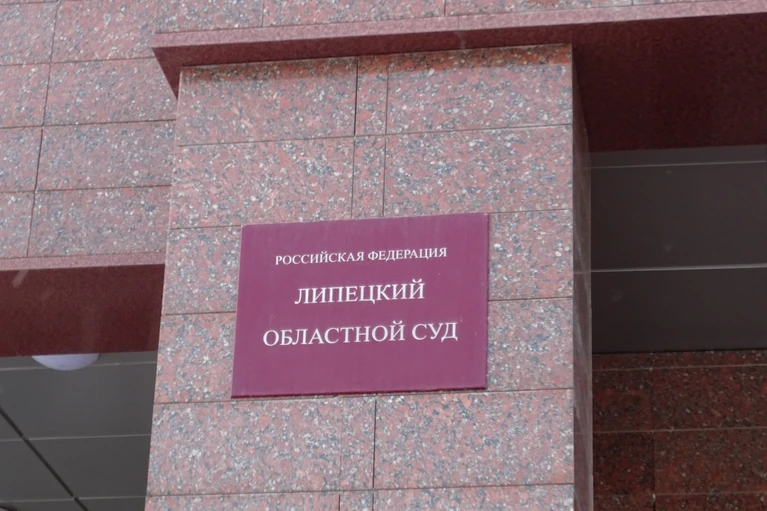 РОССИЙСКАЯ ФЕДЕРАЦИЯ
ЛИПЕЦКИЙ
ОБЛАСТНОЙ СУД